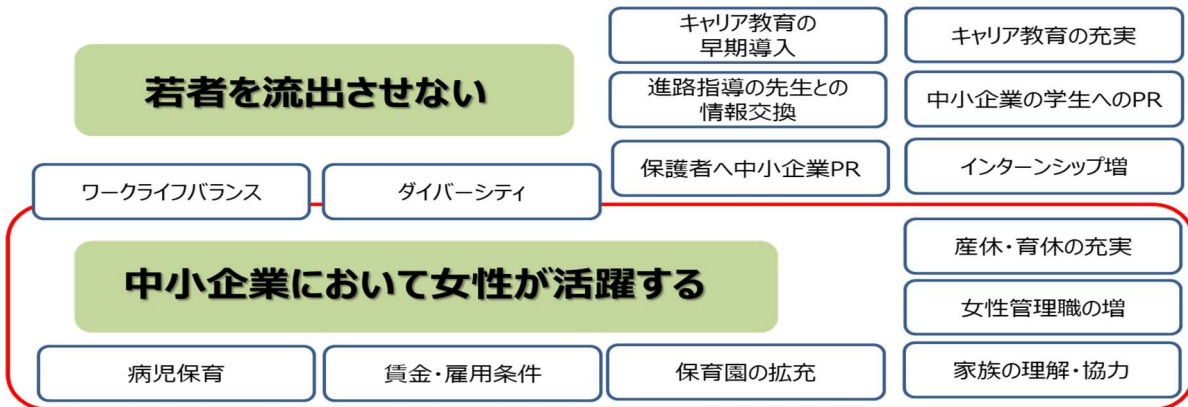 キャリア教育の
早期導入
キャリア教育の充実
若者を流出させない
進路指導の先生との
情報交換
中小企業の学生へのPR
保護者へ中小企業PR
インターンシップ増
ワークライフバランス
ダイバーシティ
産休・育休の充実
中小企業において女性が活躍する
女性管理職の増
病児保育
賃金・雇用条件
保育園の拡充
家族の理解・協力